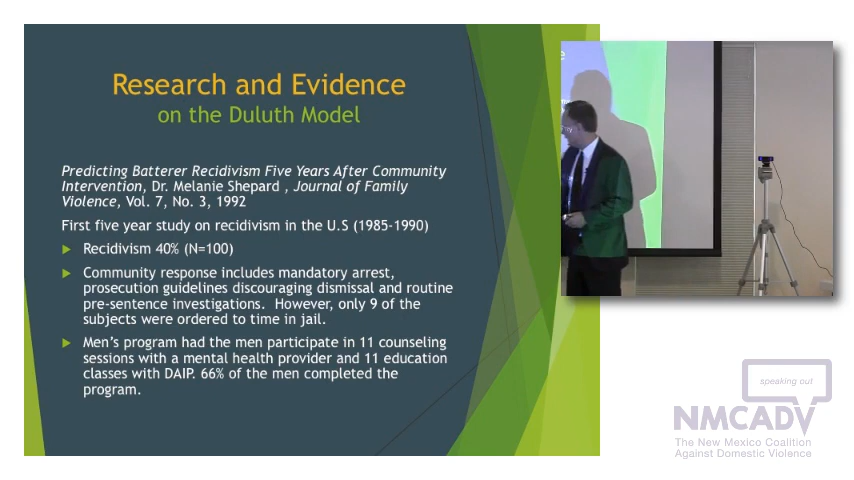 Research and Evidence
on the Duluth Model
Predicting Batterer Recidivism Five Years After Community
Intervention, Dr. Melanie Shepard , Journal of Family
Violence, Vol. 7, No. 3, 1992
First five year study on recidivism in the U.S (1985-1990)
Recidivism 40% (N=100)
Community response includes mandatory arrest,
prosecution guidelines discouraging dismissal and routine
pre-sentence investigations.  However, only 9 of the
subjects were ordered to time in jail.
Men's program had the men participate in 11 counseling
sessions with a mental health provider and 11 education
classes with DAIP. 66% of the men completed the
program.
speaking out
NMCADV
The New Mexico Coalition
Against Domestic Violence